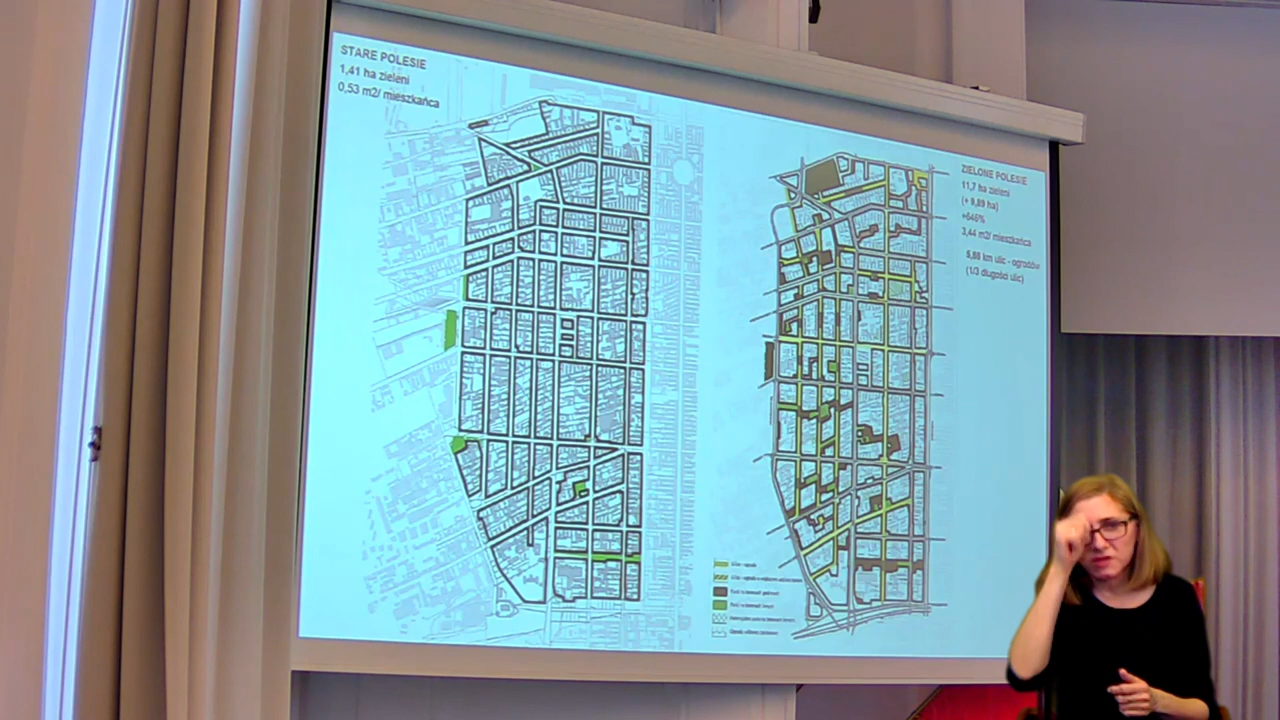 STARE POLESIE
1,41 ha zieleni
0,53 m2/ mieszkańca
ZIELONE POLESIE
11,7 ha zieleni
(+ 9,89 ha)
+646%
3,44 m2/ mieszkańca
5,88 km ulic - ogrodów
(1/3 długości ulic)